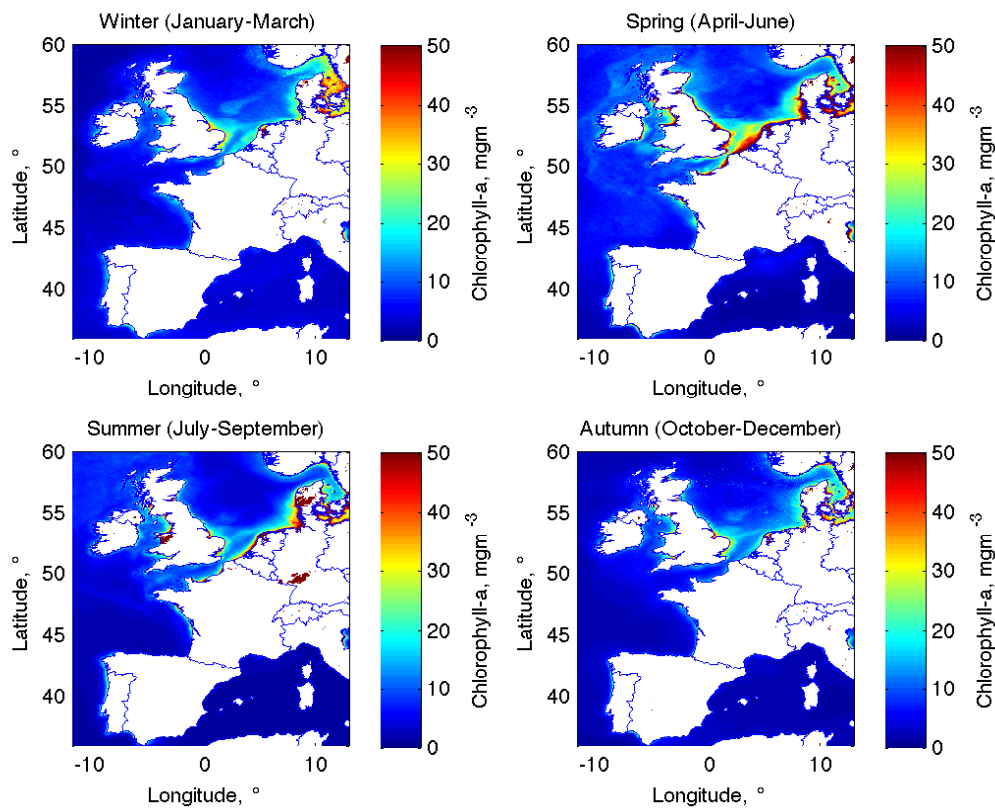 Winter (January-March)
60
55
50
45
40
Latitude, °
-10 0 10
Longitude, °
50
40
30
20
10
0
Chlorophyll-a, mgm -3
Spring (April-June)
60
55
50
45
40
Latitude, °
-10 0 10
Longitude, °
50
40
30
20
10
0
Chlorophyll-a, mgm -3
Summer (July-September)
60
55
50
45
40
Latitude, °
-10 0 10
Longitude, °
50
40
30
20
10
0
Chlorophyll-a, mgm -3
Autumn (October-December)
60
55
50
45
40
Latitude, °
-10 0 10
Longitude, °
50
40
30
20
10
0
Chlorophyll-a, mgm -3